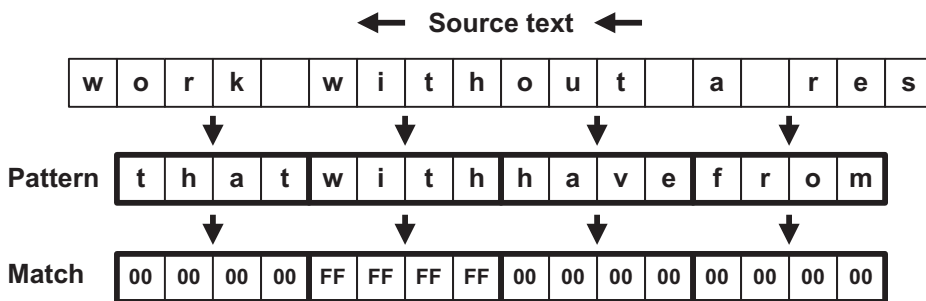 Source text
w o r k w i t h o u t a r e s
Pattern t h a t w i t h h a v e f r o m
Match 00 00 00 00 FF FF FF FF 00 00 00 00 00 00 00 00